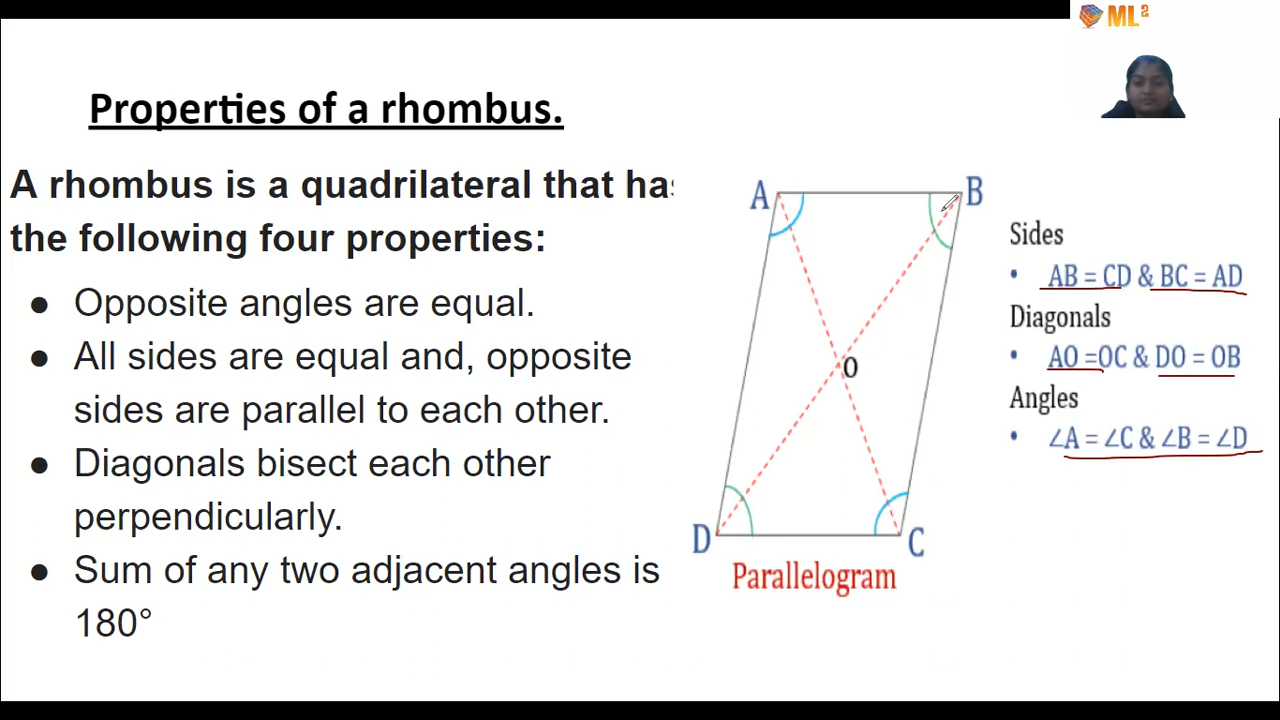 ML²
Properties of a rhombus.
A rhombus is a quadrilateral that has
the following four properties:
● Opposite angles are equal.
● All sides are equal and, opposite
sides are parallel to each other.
● Diagonals bisect each other
perpendicularly.
● Sum of any two adjacent angles is
180°
A
B
O
D
C
Parallelogram
Sides
• AB = CD & BC = AD
Diagonals
• AO =OC & DO = OB
Angles
• ∠A = ∠C & ∠B = ∠D